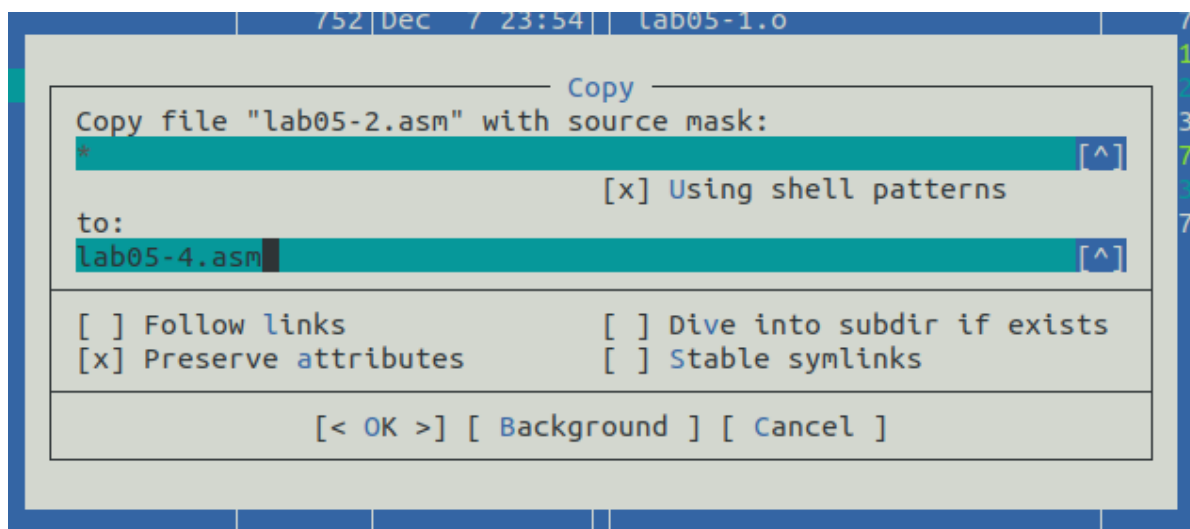 752 Dec 7 23:54 lab05-1.o
Copy
Copy file "lab05-2.asm" with source mask:
* [^]
[x] Using shell patterns
to:
lab05-4.asm [^]
[ ] Follow links [ ] Dive into subdir if exists
[x] Preserve attributes [ ] Stable symlinks
[< OK >] [ Background ] [ Cancel ]